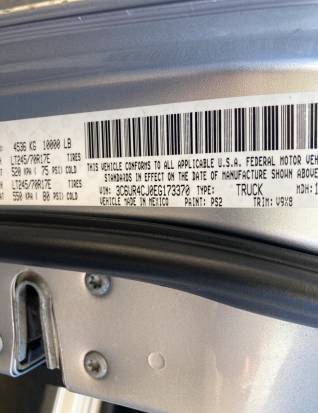 4536 KG 10000 LB
LT245/70R17E TIRES
520 KPA ( 75 PSI) COLD
LT245/70R17E TIRES
550 KPA ( 80 PSI) COLD
THIS VEHICLE CONFORMS TO ALL APPLICABLE U.S.A. FEDERAL MOTOR
STANDARDS IN EFFECT ON THE DATE OF MANUFACTURE SHOWN ABOVE
VIN: 3C6UR4CJ0EG173370 TYPE: TRUCK MDH:
VEHICLE MADE IN MEXICO PAINT: PS2 TRIM: V9X8